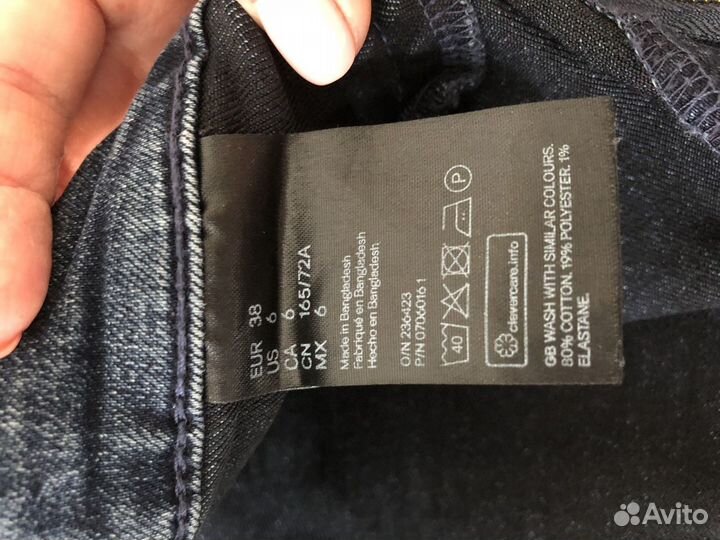 EUR 38
US 6
CA 6
CN 165/72A
MX 6
Made in Bangladesh
Fabriqué en Bangladesh
Hecho en Bangladesh
O/N 236423
P/N 0706016 1
40
P
clevercare.info
GB WASH WITH SIMILAR COLOURS.
80% COTTON. 19% POLYESTER. 1%
ELASTANE.
Avito